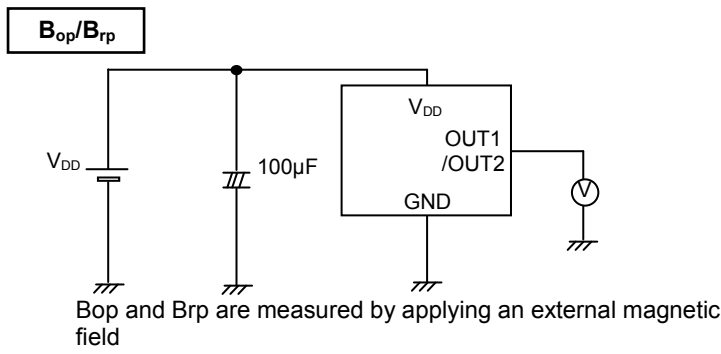 Bop/Brp
VDD
OUT1
/OUT2
VDD
100µF
GND
V
Bop and Brp are measured by applying an external magnetic
field